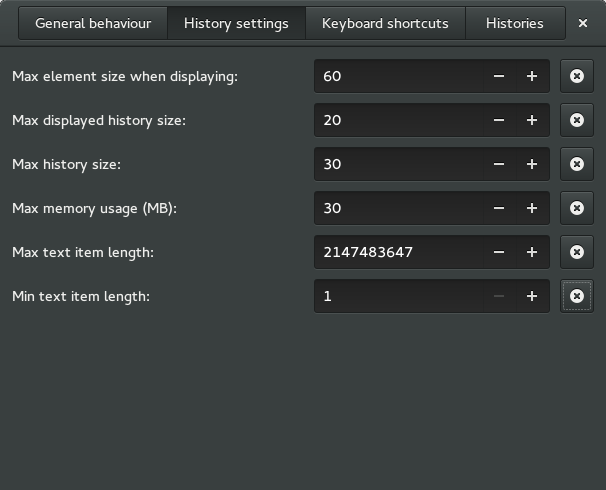 General behaviour History settings Keyboard shortcuts Histories
Max element size when displaying: 60
Max displayed history size: 20
Max history size: 30
Max memory usage (MB): 30
Max text item length: 2147483647
Min text item length: 1